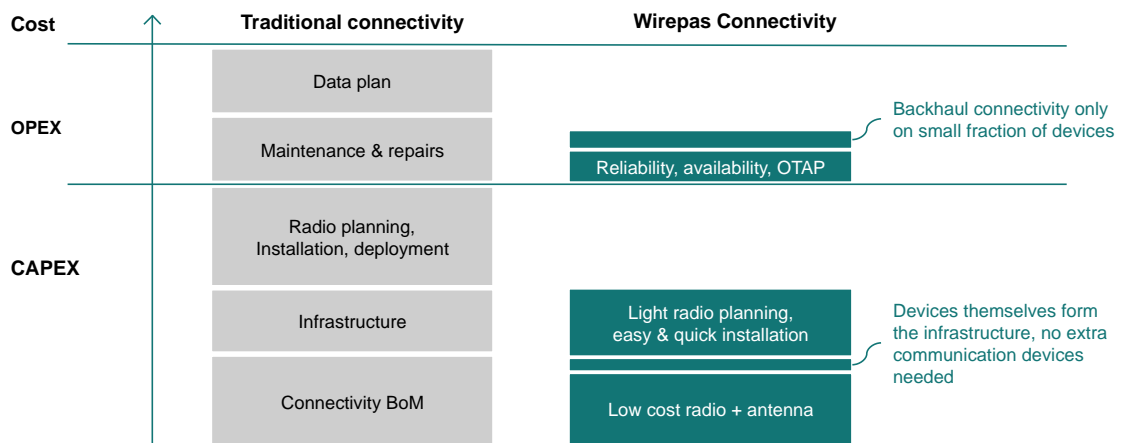 Cost
Traditional connectivity
Wirepas Connectivity
OPEX
Data plan
Maintenance & repairs
Backhaul connectivity only
on small fraction of devices
Reliability, availability, OTAP
CAPEX
Radio planning,
Installation, deployment
Infrastructure
Connectivity BoM
Light radio planning,
easy & quick installation
Devices themselves form
the infrastructure, no extra
communication devices
needed
Low cost radio + antenna